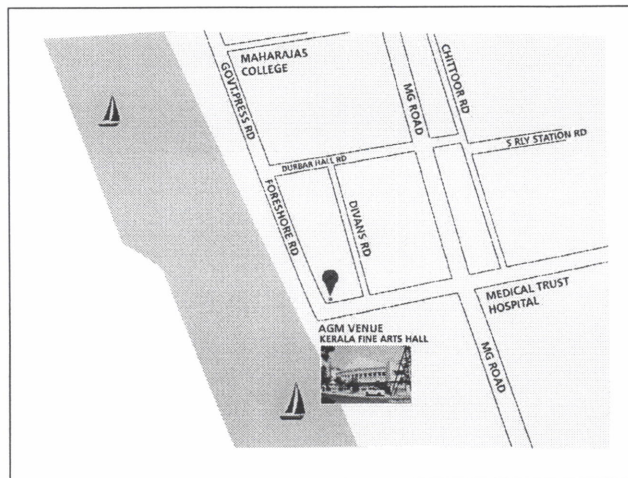 MAHARAJAS
COLLEGE
GOVT.PRESS RD
MG ROAD
CHITTOOR RD
S RLY STATION RD
DURBAR HALL RD
FORESHORE RD
DIVANS RD
MEDICAL TRUST
HOSPITAL
AGM VENUE
KERALA FINE ARTS HALL
MG ROAD